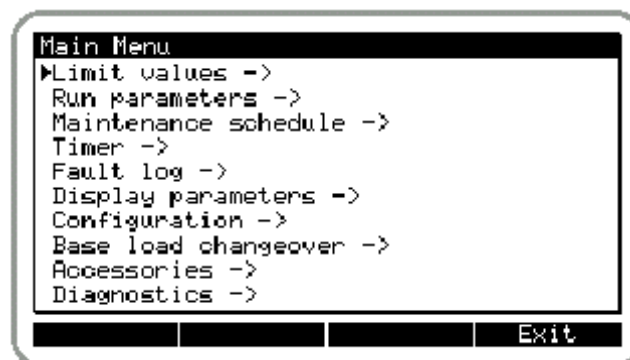 Main Menu
▶Limit values ->
Run parameters ->
Maintenance schedule ->
Timer ->
Fault log ->
Display parameters ->
Configuration ->
Base load changeover ->
Accessories ->
Diagnostics ->
Exit